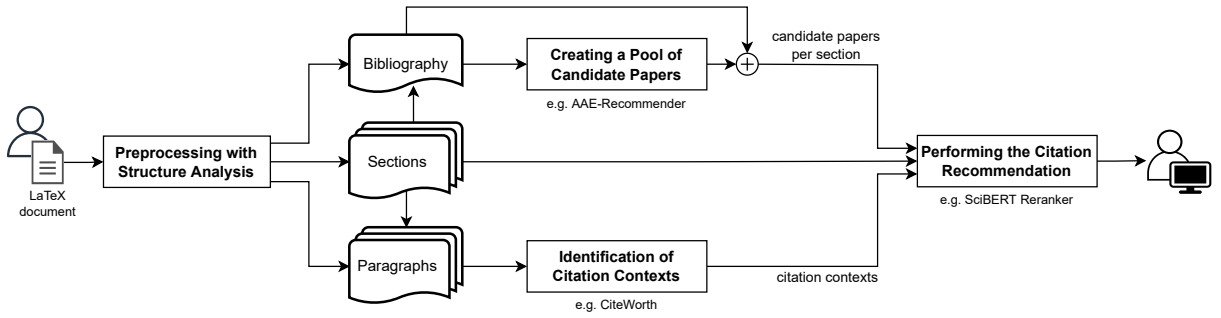 LaTeX
document
Preprocessing with
Structure Analysis
Bibliography
Sections
Paragraphs
Creating a Pool of
Candidate Papers
e.g. AAE-Recommender
Identification of
Citation Contexts
e.g. CiteWorth
candidate papers
per section
citation contexts
Performing the Citation
Recommendation
e.g. SciBERT Reranker